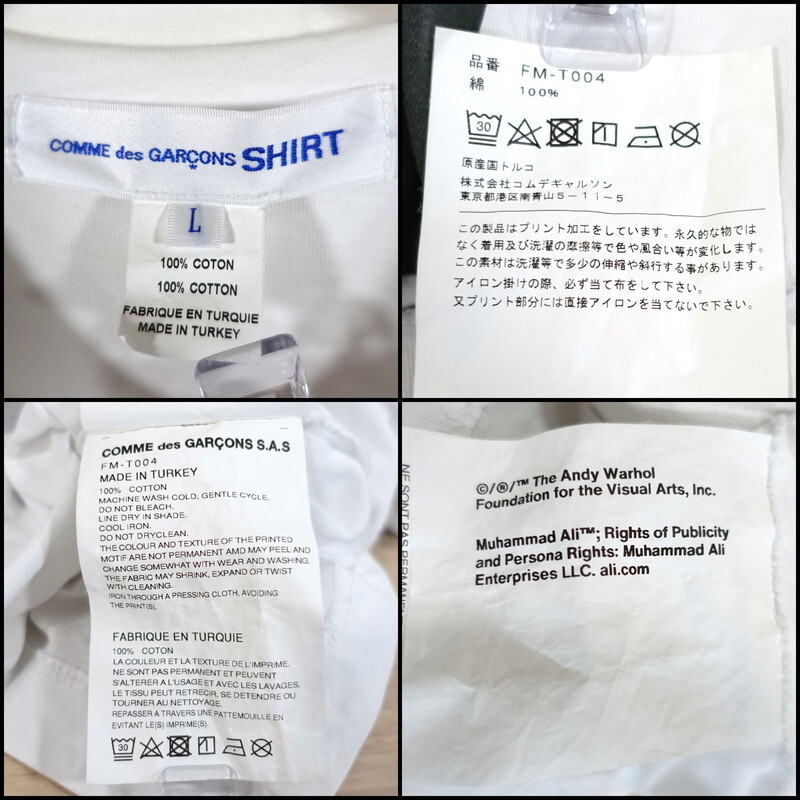 COMME des GARÇONS SHIRT
L
100% COTON
100% COTTON
FABRIQUE EN TURQUIE
MADE IN TURKEY
品番 FM-T004
綿 100%
30
原産国トルコ
株式会社コムデギャルソン
東京都港区南青山5-11-5
この製品はプリント加工をしています。永久的な物では
なく着用及び洗濯の摩擦等で色や風合い等が変化します。
この素材は洗濯等で多少の伸縮や斜行する事があります。
アイロン掛けの際、必ず当て布をして下さい。
又プリント部分には直接アイロンを当てないで下さい。
COMME des GARÇONS S.A.S
FM-T004
MADE IN TURKEY
100% COTTON
MACHINE WASH COLD, GENTLE CYCLE.
DO NOT BLEACH.
LINE DRY IN SHADE.
COOL IRON.
DO NOT DRYCLEAN.
THE COLOUR AND TEXTURE OF THE PRINTED
MOTIF ARE NOT PERMANENT AMD MAY PEEL AND
CHANGE SOMEWHAT WITH WEAR AND WASHING.
THE FABRIC MAY SHRINK, EXPAND OR TWIST
WITH CLEANING.
IRON THROUGH A PRESSING CLOTH, AVOIDING
THE PRINT(S).
FABRIQUE EN TURQUIE
100% COTON
LA COULEUR ET LA TEXTURE DE L'IMPRIME.
NE SONT PAS PERMANENT ET PEUVENT
S'ALTERER A L'USAGE ET AVEC LES LAVAGES.
LE TISSU PEUT RETRECIR, SE DETENDRE OU
TOURNER AU NETTOYAGE.
REPASSER A TRAVERS UNE PATTEMOUILLE EN
EVITANT LE(S) IMPRIME(S).
30
NE SONT PAS PERMANENT
©/®/™ The Andy Warhol
Foundation for the Visual Arts, Inc.
Muhammad Ali™; Rights of Publicity
and Persona Rights: Muhammad Ali
Enterprises LLC. ali.com